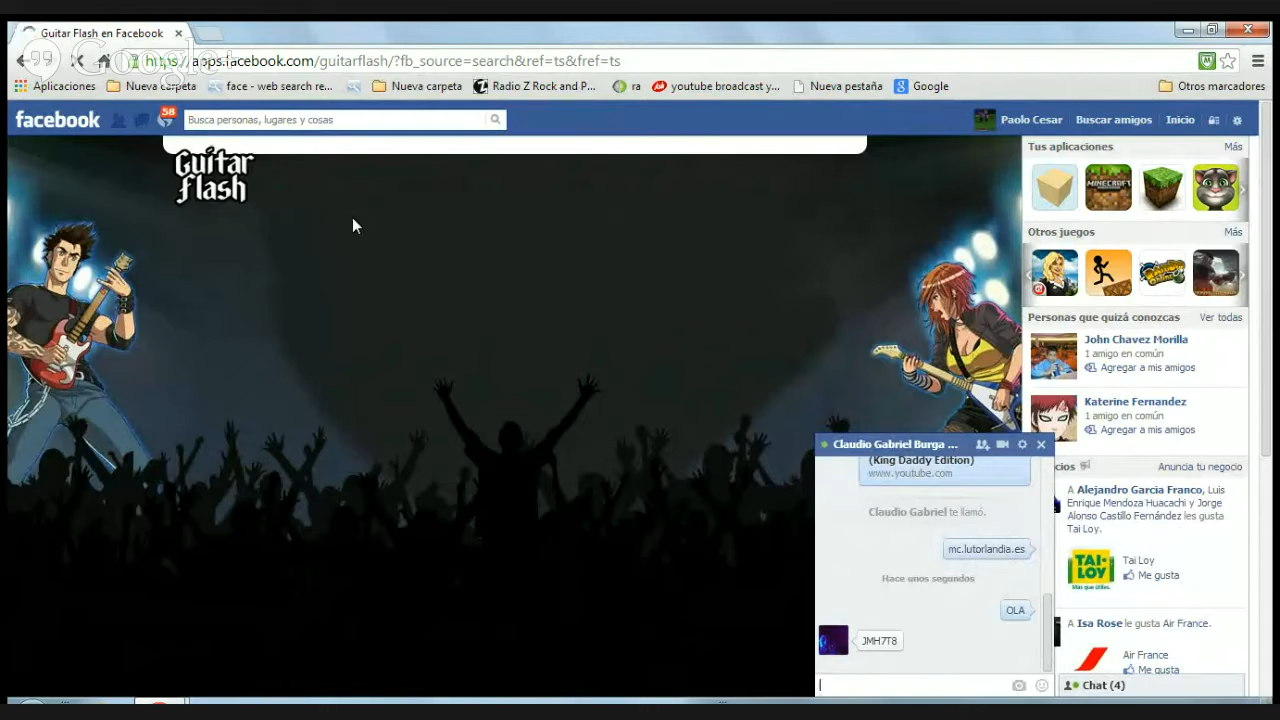 Guitar Flash en Facebook
Google+
https://apps.facebook.com/guitarflash/?fb_source=search&ref=ts&fref=ts
Aplicaciones
Nueva carpeta
face - web search re...
Nueva carpeta
Radio Z Rock and P...
ra
youtube broadcast y...
Nueva pestaña
Google
Otros marcadores
facebook
58
Busca personas, lugares y cosas
Paolo Cesar
Buscar amigos
Inicio
Guitar
Flash
Tus aplicaciones
Más
MINECRAFT
Otros juegos
Más
Personas que quizá conozcas
Ver todas
John Chavez Morilla
1 amigo en común
Agregar a mis amigos
Katerine Fernandez
1 amigo en común
Agregar a mis amigos
cios
Anuncia tu negocio
A Alejandro Garcia Franco, Luis
Enrique Mendoza Huacachi y Jorge
Alonso Castillo Fernández les gusta
Tai Loy.
TAI
LOY
Tai Loy
Me gusta
A Isa Rose le gusta Air France.
Air France
Me gusta
Chat (4)
Claudio Gabriel Burga ...
(King Daddy Edition)
www.youtube.com
Claudio Gabriel te llamó.
mc.lutorlandia.es
Hace unos segundos
OLA
JMH7T8